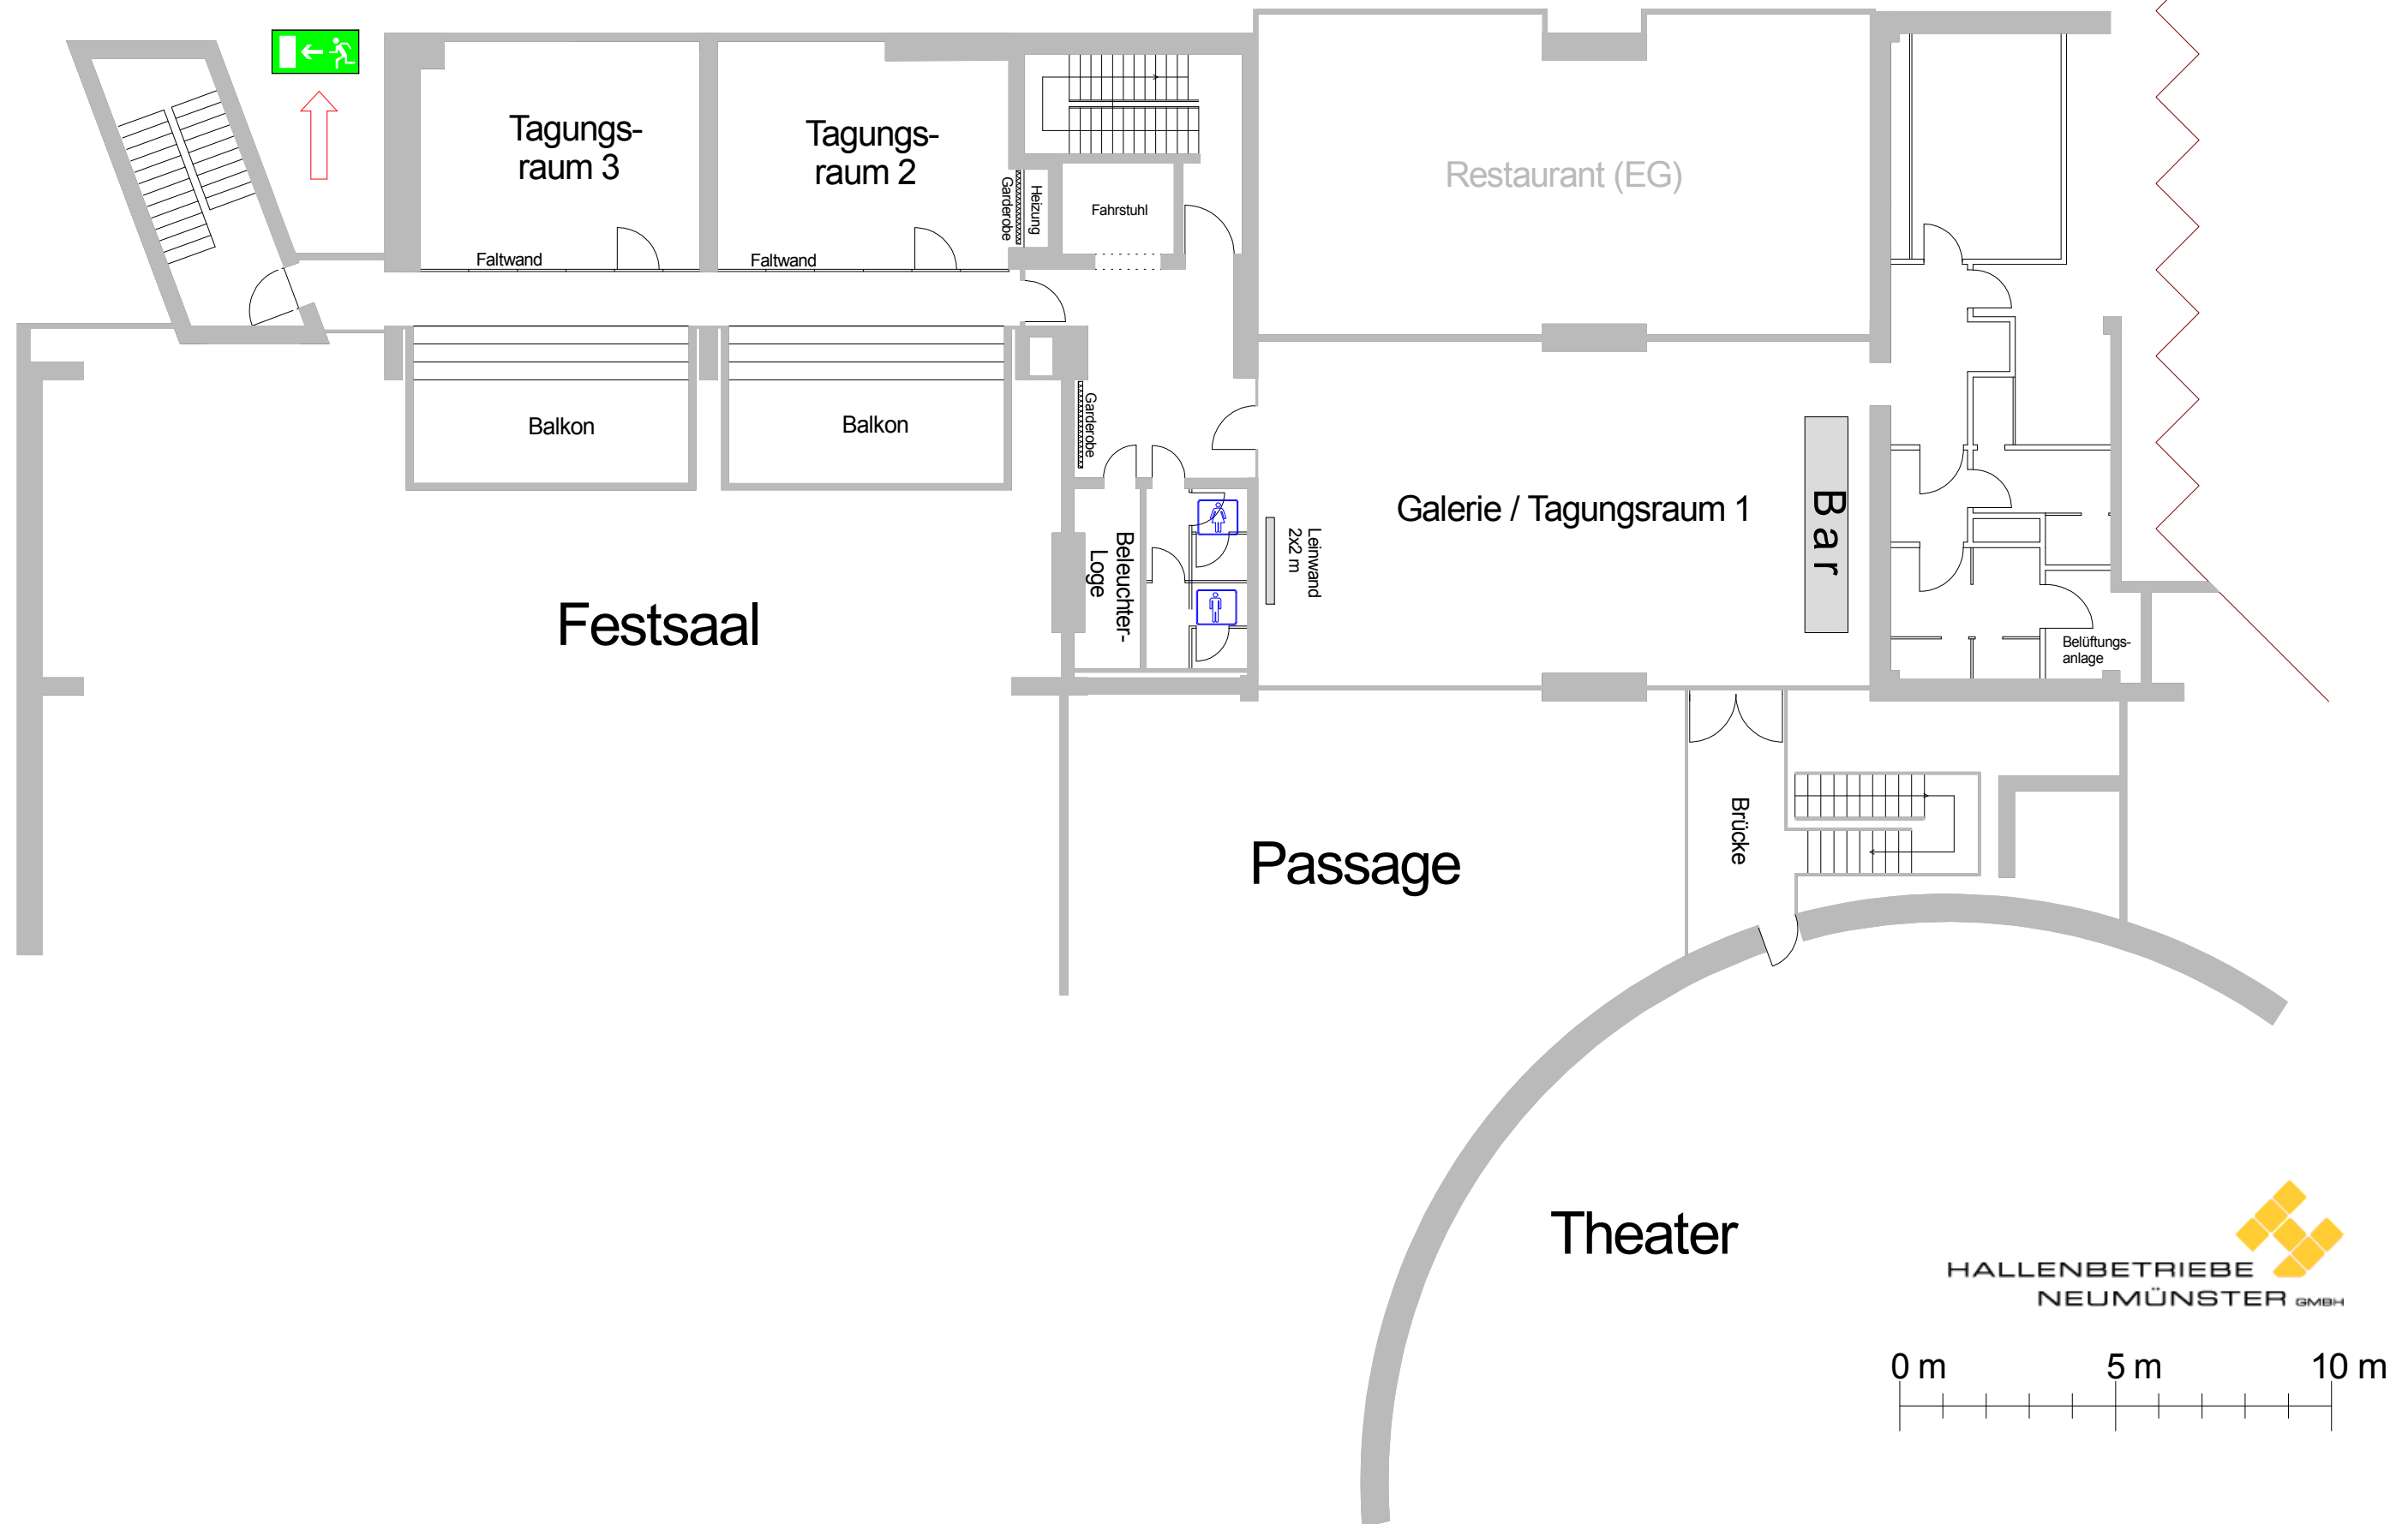 Tagungs-
raum 3
Tagungs-
raum 2
Garderobe
Heizung
Fahrstuhl
Restaurant (EG)
Faltwand
Faltwand
Balkon
Balkon
Garderobe
Beleuchter-
Loge
Leinwand
2x2 m
Galerie / Tagungsraum 1
Bar
Festsaal
Belüftungs-
anlage
Brücke
Passage
Theater
HALLENBETRIEBE
NEUMÜNSTER GMBH
0 m 5 m 10 m